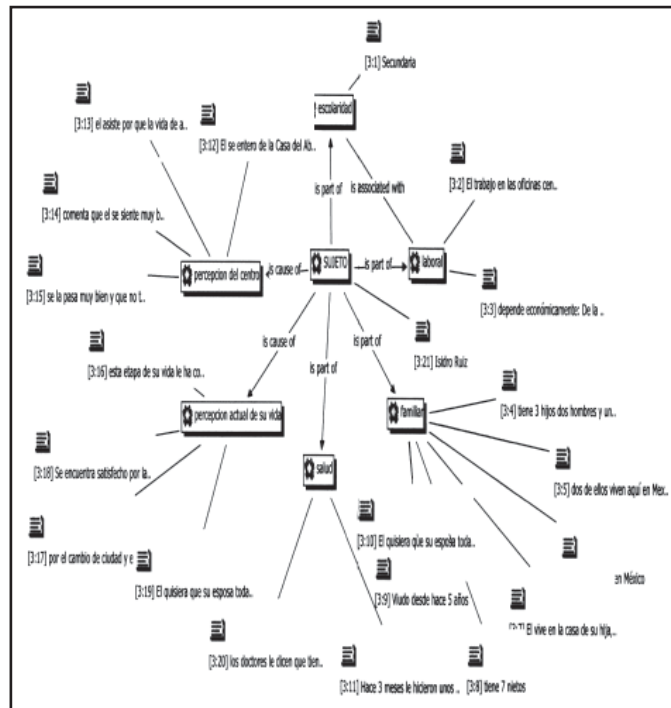 [3:1] Secundaria
escolaridad
[3:13] el asiste por que la vida de a..
[3:12] El se entero de la Casa del Ab..
[3:2] El trabajo en las oficinas cen..
is part of
is associated with
[3:14] comenta que el se siente muy b..
percepcion del centro
is cause of
SUJETO
is part of
laboral
[3:15] se la pasa muy bien y que no t..
[3:3] depende económicamente: De la ..
is cause of
is part of
is part of
[3:21] Isidro Ruiz
[3:16] esta etapa de su vida le ha co..
percepcion actual de su vida
familiar
[3:4] tiene 3 hijos dos hombres y un..
[3:18] Se encuentra satisfecho por la..
salud
[3:5] dos de ellos viven aquí en Mex..
[3:17] por el cambio de ciudad y e
[3:10] El quisiera que su esposa toda..
en México
[3:19] El quisiera que su esposa toda..
[3:9] Viudo desde hace 5 años
[3:7] El vive en la casa de su hija,..
[3:20] los doctores le dicen que tien..
[3:11] Hace 3 meses le hicieron unos ..
[3:8] tiene 7 nietos